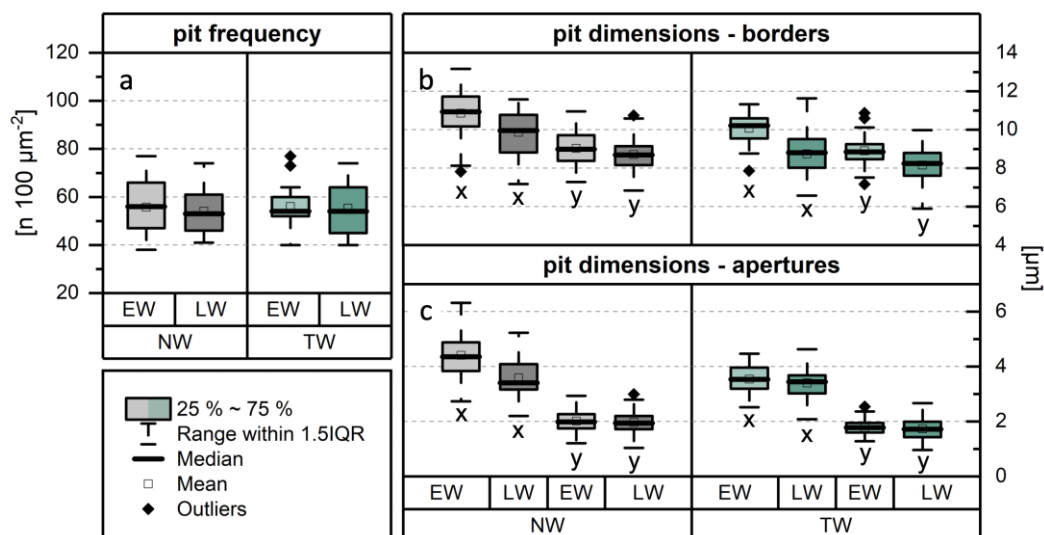 pit frequency
pit dimensions - borders
120
100
80
60
40
20
[n 100 µm⁻²]
a
b
14
12
10
8
6
4
x x y y
x x y y
EW LW EW LW
NW TW
pit dimensions - apertures
[µm]
c
6
4
2
0
x x y y
x x y y
EW LW EW LW EW LW EW LW
NW TW
25 % ~ 75 %
Range within 1.5IQR
Median
Mean
Outliers